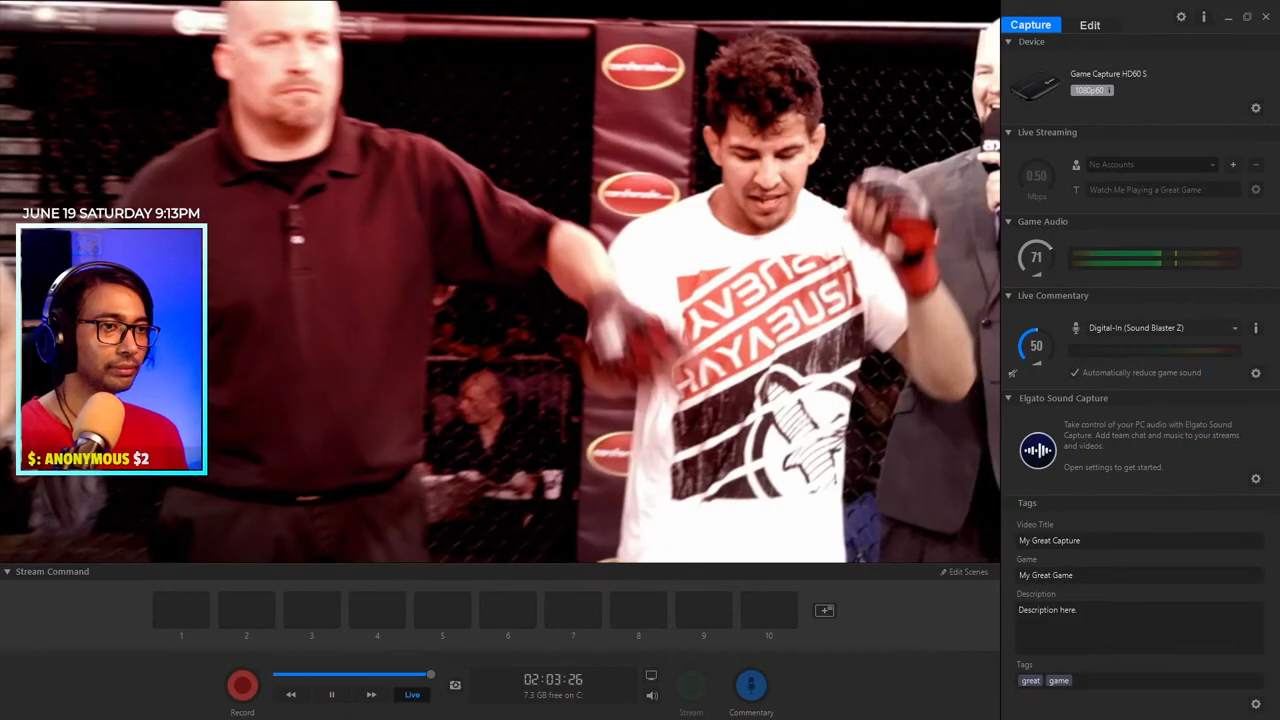 Capture
Edit
Device
Game Capture HD60 S
1080p60
Live Streaming
0.50
Mbps
No Accounts
Watch Me Playing a Great Game
Game Audio
71
Live Commentary
Digital-In (Sound Blaster Z)
50
Automatically reduce game sound
Elgato Sound Capture
Take control of your PC audio with Elgato
Sound Capture. Add team chat and music to your streams
and videos.
Open settings to get started.
Tags
Video Title
My Great Capture
Game
My Great Game
Description
Description here.
Tags
great game
JUNE 19 SATURDAY 9:13PM
$: ANONYMOUS $2
HAYABUSA
Stream Command
Edit Scenes
1 2 3 4 5 6 7 8 9 10
Record
Live
02:03:26
7.3 GB free on C:
Stream
Commentary